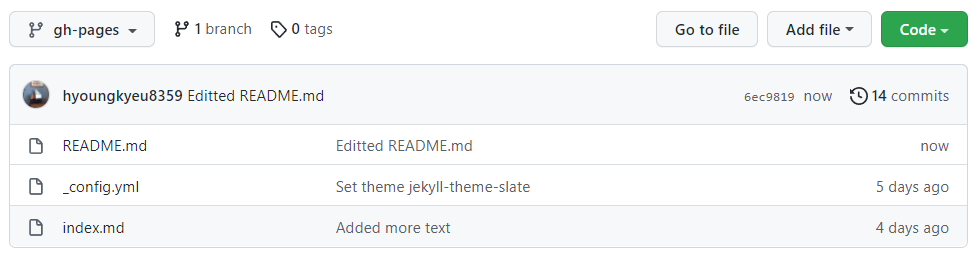 gh-pages 1 branch 0 tags Go to file Add file Code
hyoungkyeu8359 Editted README.md 6ec9819 now 14 commits
README.md Editted README.md now
_config.yml Set theme jekyll-theme-slate 5 days ago
index.md Added more text 4 days ago